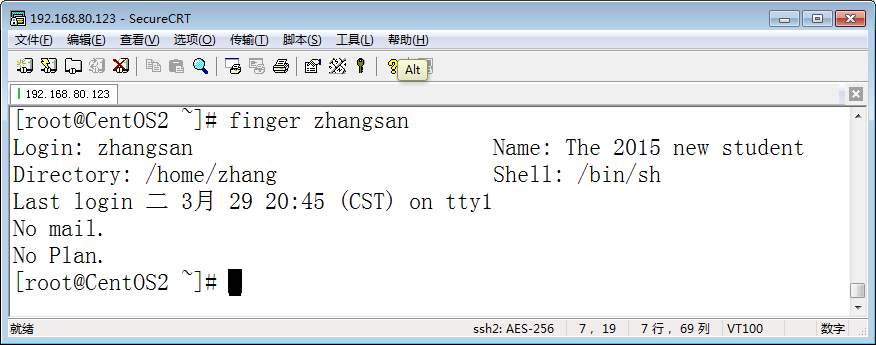 192.168.80.123 - SecureCRT
文件(F) 编辑(E) 查看(V) 选项(O) 传输(T) 脚本(S) 工具(L) 帮助(H)
Alt
192.168.80.123
[root@CentOS2 ~]# finger zhangsan
Login: zhangsan Name: The 2015 new student
Directory: /home/zhang Shell: /bin/sh
Last login 二 3月 29 20:45 (CST) on tty1
No mail.
No Plan.
[root@CentOS2 ~]#
就绪 ssh2: AES-256 7, 19 7 行, 69 列 VT100 数字